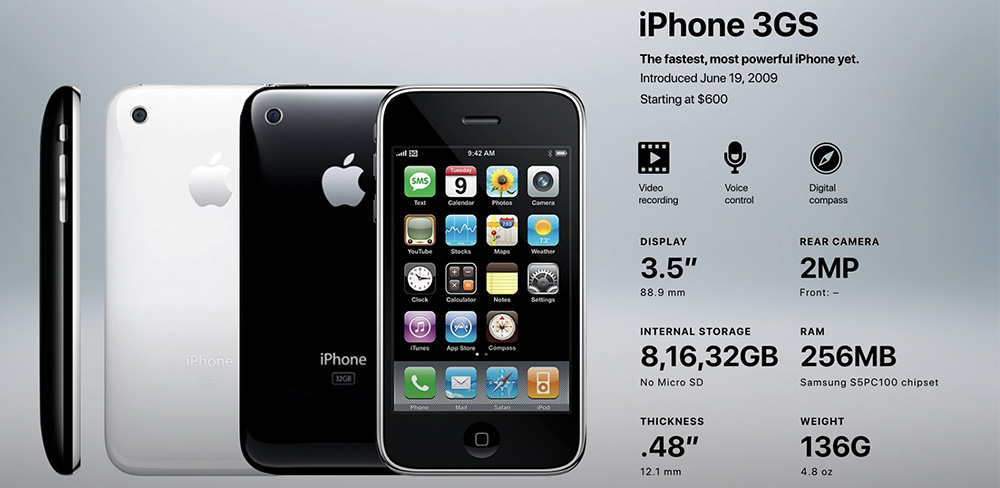 iPhone 3GS
The fastest, most powerful iPhone yet.
Introduced June 19, 2009
Starting at $600
Video
recording
Voice
control
Digital
compass
DISPLAY
3.5″
88.9 mm
REAR CAMERA
2MP
Front: –
INTERNAL STORAGE
8,16,32GB
No Micro SD
RAM
256MB
Samsung S5PC100 chipset
THICKNESS
.48″
12.1 mm
WEIGHT
136G
4.8 oz
iPhone
iPhone
32GB
3G 9:42 AM
SMS Tuesday
9
Text Calendar Photos Camera
280 73°
YouTube Stocks Maps Weather
Clock Calculator Notes Settings
iTunes App Store Compass
Phone Mail Safari iPod